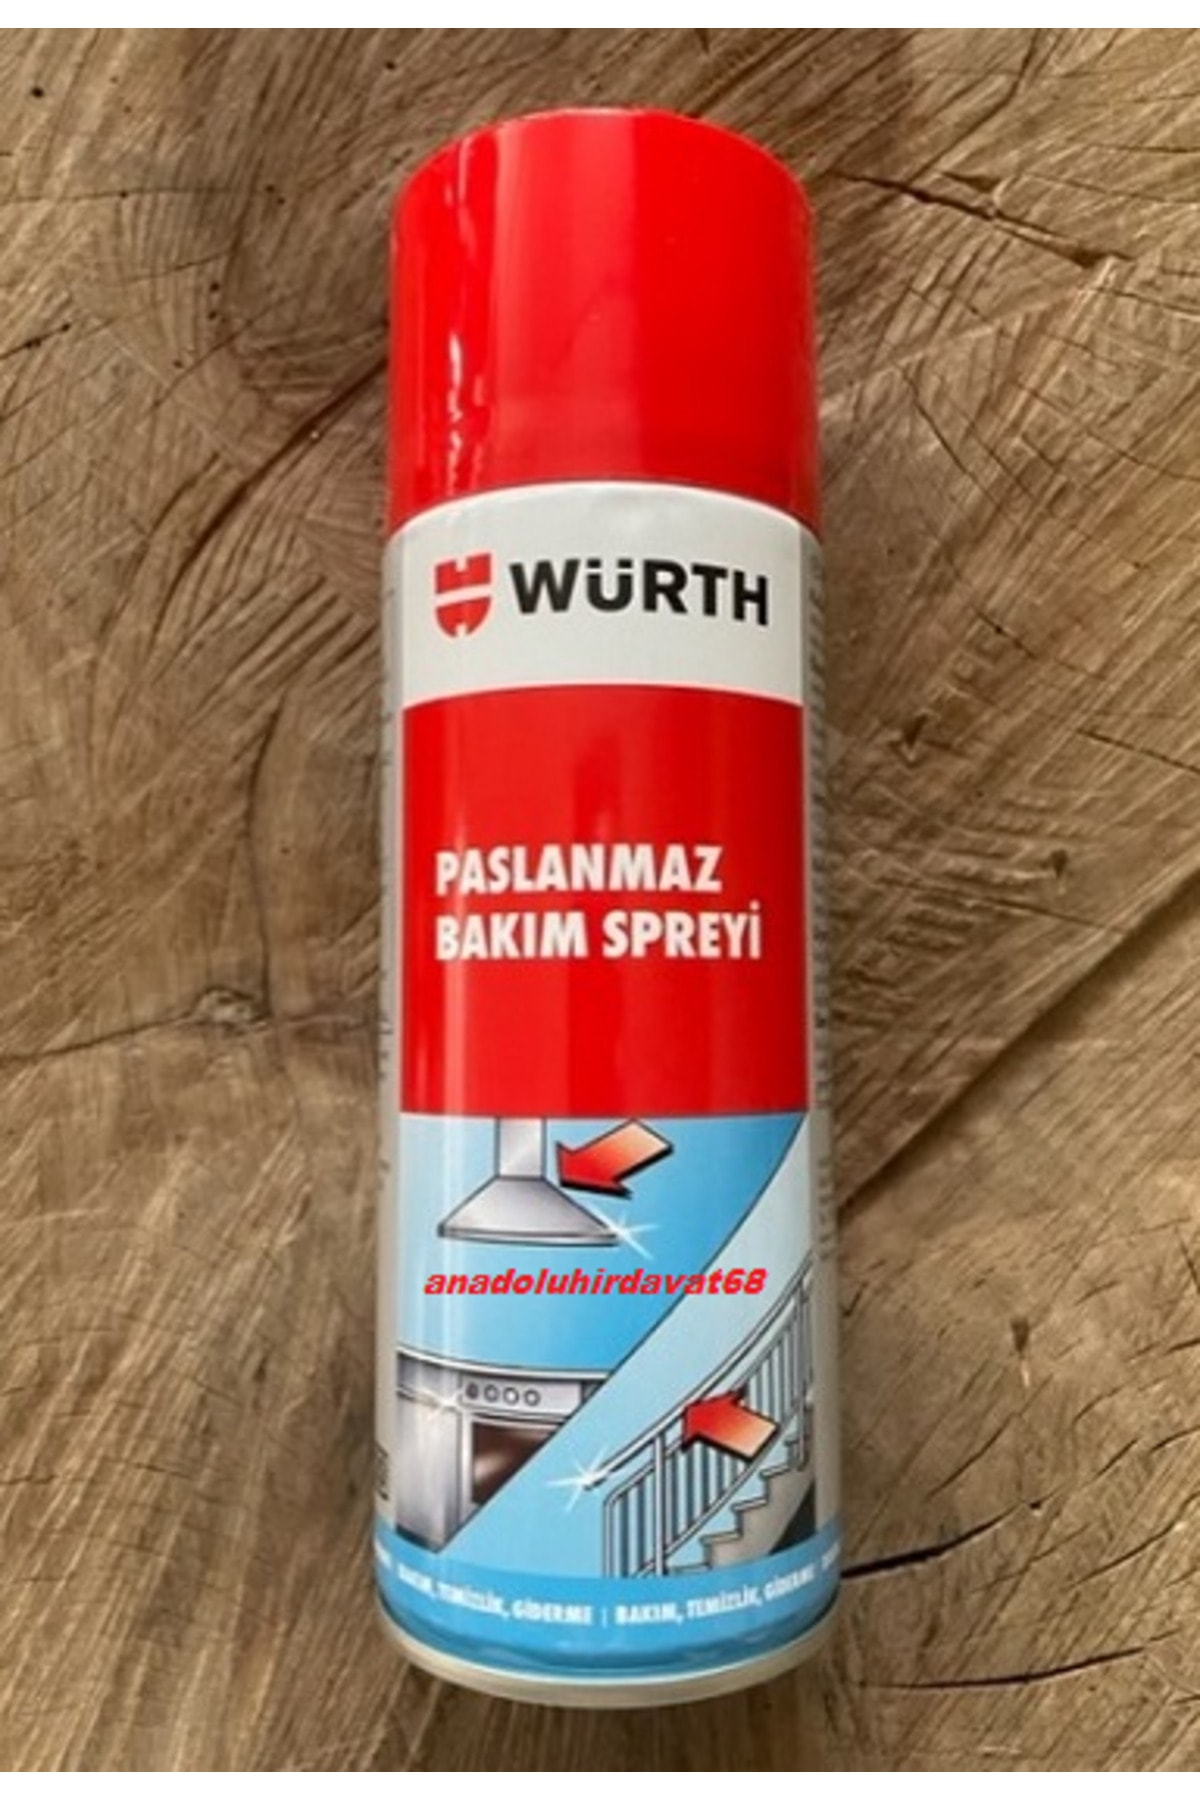 WÜRTH
PASLANMAZ
BAKIM SPREYİ
anadoluhirdavat68
BAKIM, TEMİZLİK, GİDERME | BAKIM, TEMİZLİK, GİDERME